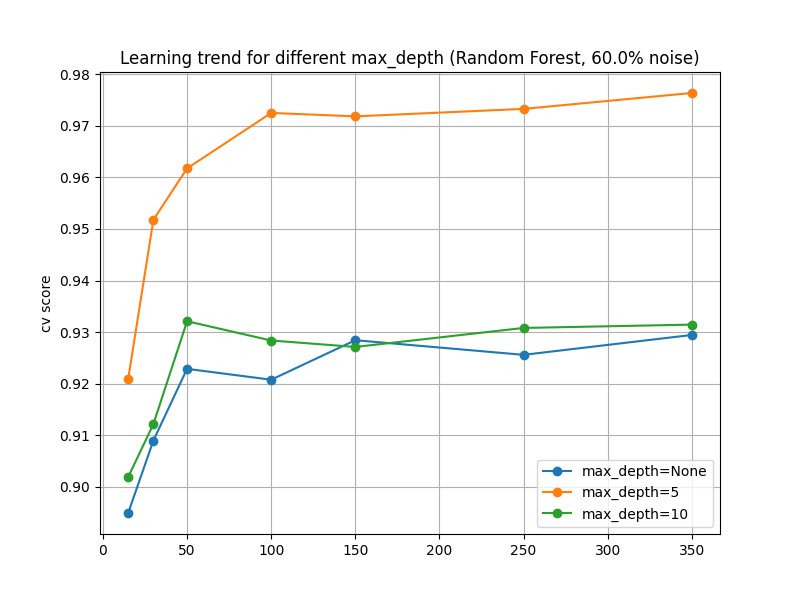 Learning trend for different max_depth (Random Forest, 60.0% noise)
0.98
0.97
0.96
0.95
0.94
0.93
0.92
0.91
0.90
cv score
max_depth=None
max_depth=5
max_depth=10
0 50 100 150 200 250 300 350